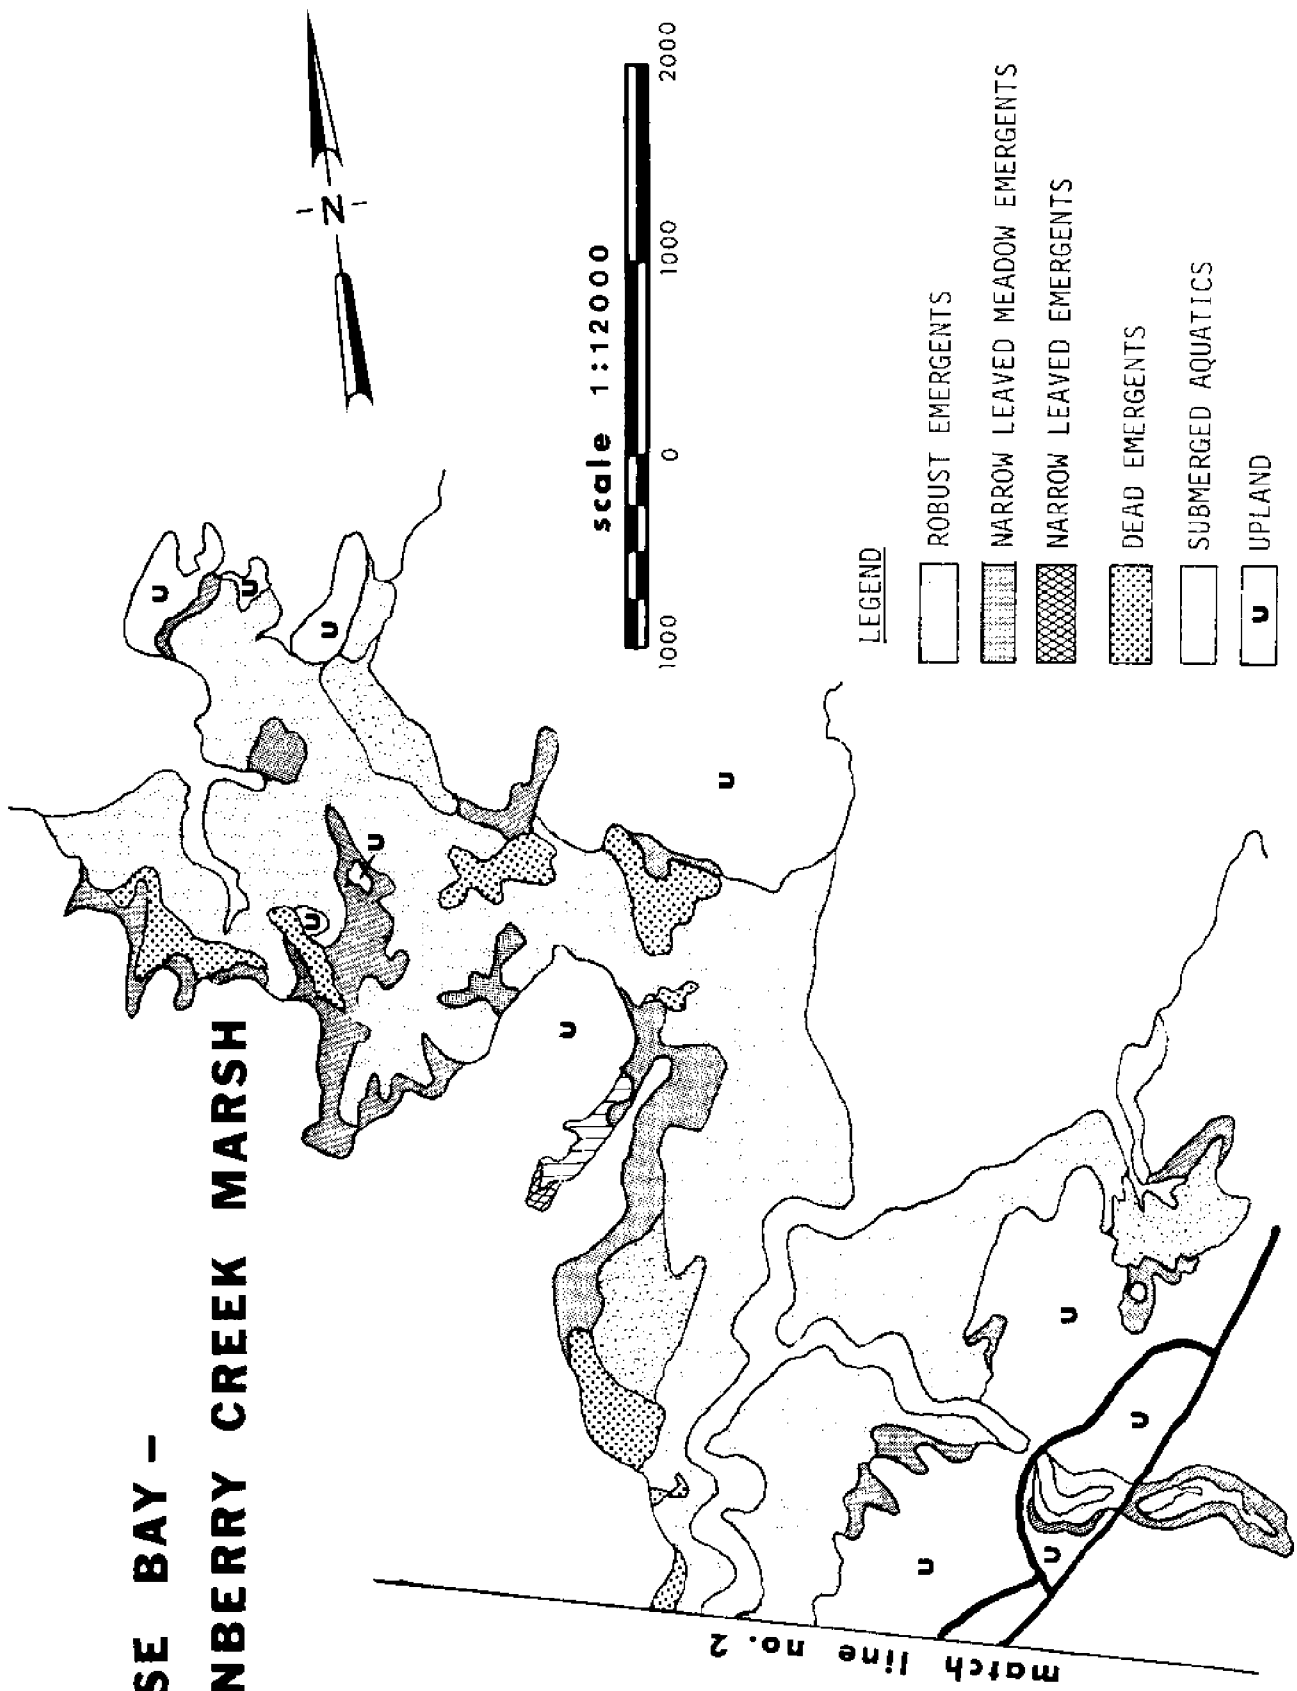 SE BAY –
NBERRY CREEK MARSH
N
scale 1:12000
1000 0 1000 2000
LEGEND
ROBUST EMERGENTS
NARROW LEAVED MEADOW EMERGENTS
NARROW LEAVED EMERGENTS
DEAD EMERGENTS
SUBMERGED AQUATICS
U UPLAND
U
U
U
U
U
U
U
U
U
U
U
match line no. 2